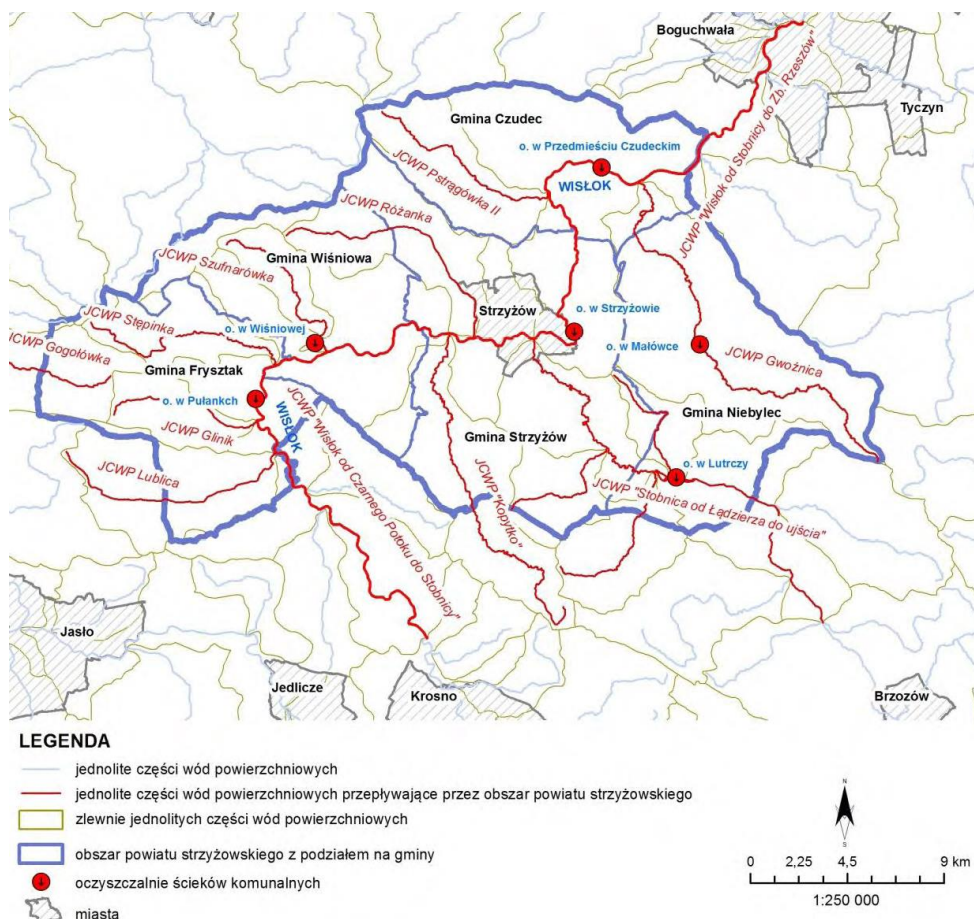 Boguchwała
Tyczyn
JCWP "Wisłok od Stobnicy do Zb. Rzeszów"
Gmina Czudec
o. w Przedmieściu Czudeckim
WISŁOK
JCWP Pstrągówka II
JCWP Różanka
Gmina Wiśniowa
JCWP Szufnarówka
Strzyżów
o. w Strzyżowie
JCWP Stępinka
o. w Wiśniowej
o. w Małówce
JCWP Gogołówka
JCWP Gwoźnica
Gmina Frysztak
o. w Pułankch
WISŁOK
Gmina Niebylec
JCWP Glinik
Gmina Strzyżów
o. w Lutrczy
JCWP Lublica
JCWP "Wisłok od Czarnego Potoku do Stobnicy"
JCWP "Kopytko"
JCWP "Stobnica od Łądzierza do ujścia"
Jasło
Jedlicze
Krosno
Brzozów
LEGENDA
jednolite części wód powierzchniowych
jednolite części wód powierzchniowych przepływające przez obszar powiatu strzyżowskiego
zlewnie jednolitych części wód powierzchniowych
obszar powiatu strzyżowskiego z podziałem na gminy
oczyszczalnie ścieków komunalnych
miasta
N
S
0 2,25 4,5 9 km
1:250 000